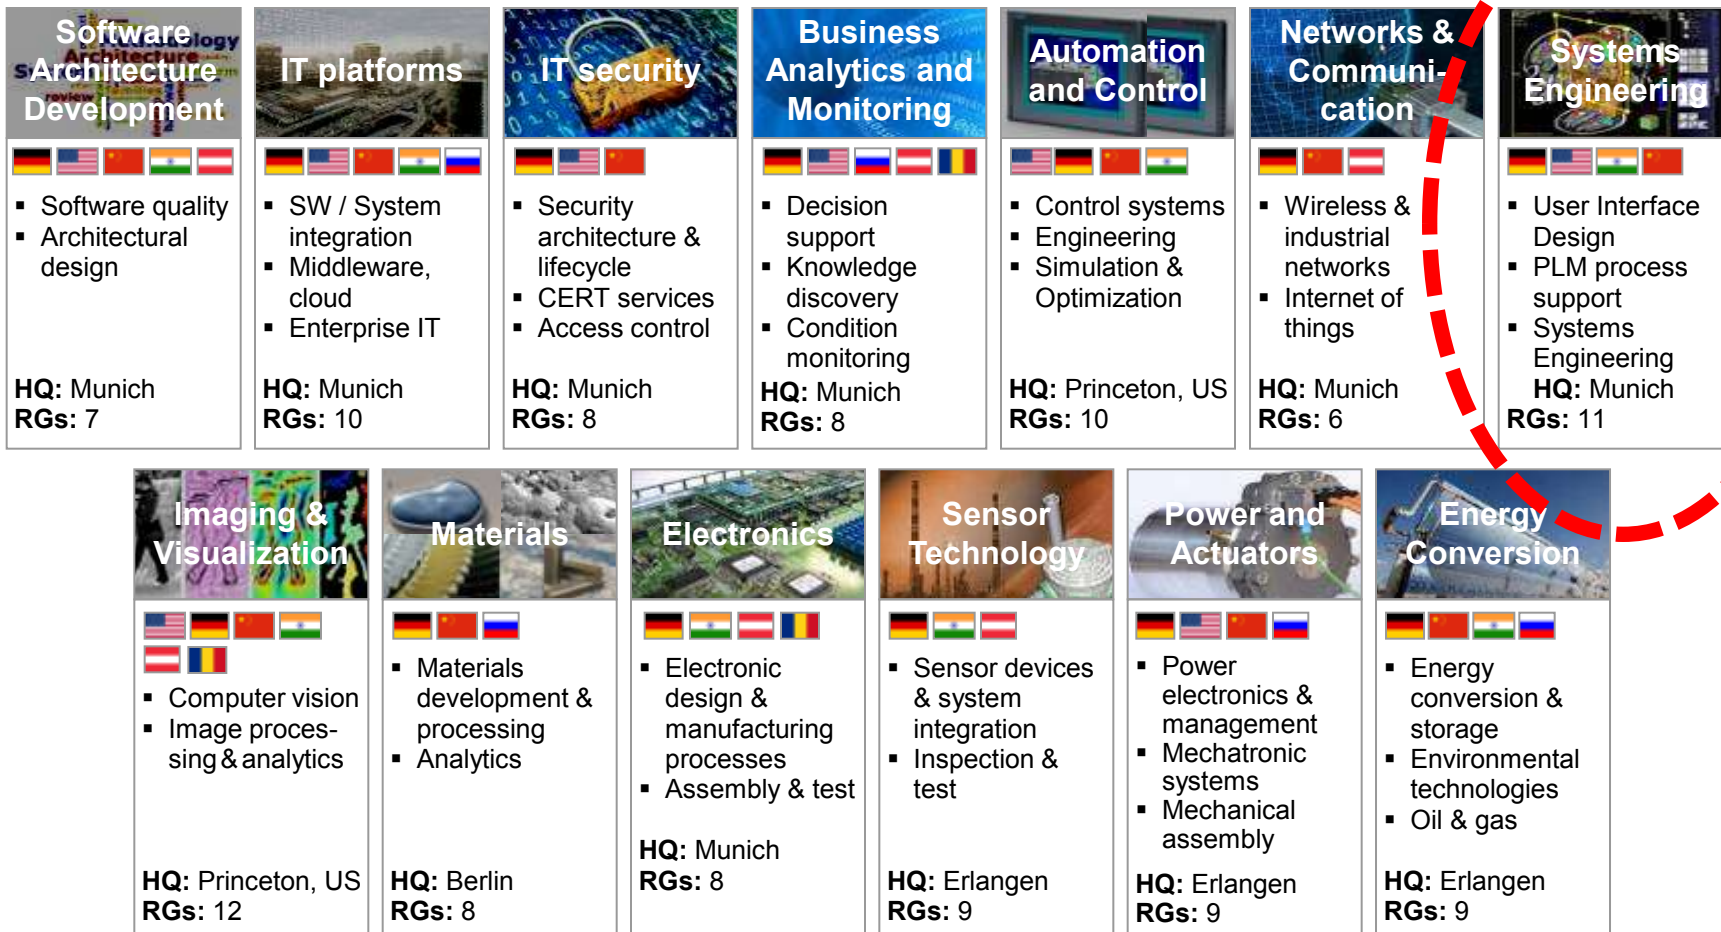 Software
Architecture
Development
Software quality
Architectural
design
HQ: Munich
RGs: 7
IT platforms
SW / System
integration
Middleware,
cloud
Enterprise IT
HQ: Munich
RGs: 10
IT security
Security
architecture &
lifecycle
CERT services
Access control
HQ: Munich
RGs: 8
Business
Analytics and
Monitoring
Decision
support
Knowledge
discovery
Condition
monitoring
HQ: Munich
RGs: 8
Automation
and Control
Control systems
Engineering
Simulation &
Optimization
HQ: Princeton, US
RGs: 10
Networks &
Communi-
cation
Wireless &
industrial
networks
Internet of
things
HQ: Munich
RGs: 6
Systems
Engineering
User Interface
Design
PLM process
support
Systems
Engineering
HQ: Munich
RGs: 11
Imaging &
Visualization
Computer vision
Image proces-
sing & analytics
HQ: Princeton, US
RGs: 12
Materials
Materials
development &
processing
Analytics
HQ: Berlin
RGs: 8
Electronics
Electronic
design &
manufacturing
processes
Assembly & test
HQ: Munich
RGs: 8
Sensor
Technology
Sensor devices
& system
integration
Inspection &
test
HQ: Erlangen
RGs: 9
Power and
Actuators
Power
electronics &
management
Mechatronic
systems
Mechanical
assembly
HQ: Erlangen
RGs: 9
Energy
Conversion
Energy
conversion &
storage
Environmental
technologies
Oil & gas
HQ: Erlangen
RGs: 9